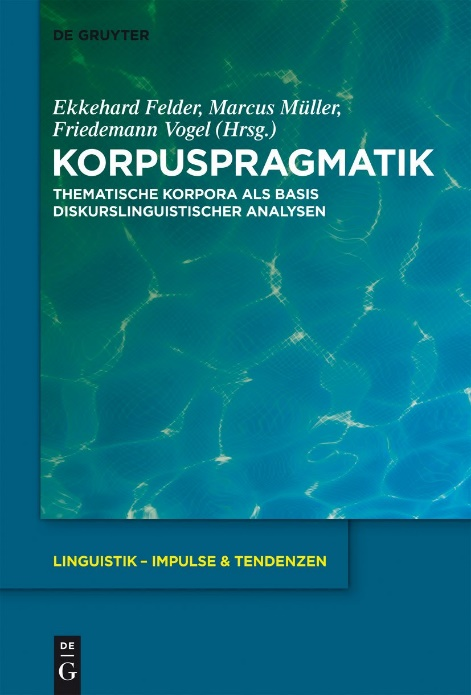 DE GRUYTER
Ekkehard Felder, Marcus Müller,
Friedemann Vogel (Hrsg.)
KORPUSPRAGMATIK
THEMATISCHE KORPORA ALS BASIS
DISKURSLINGUISTISCHER ANALYSEN
LINGUISTIK – IMPULSE & TENDENZEN
DE
G